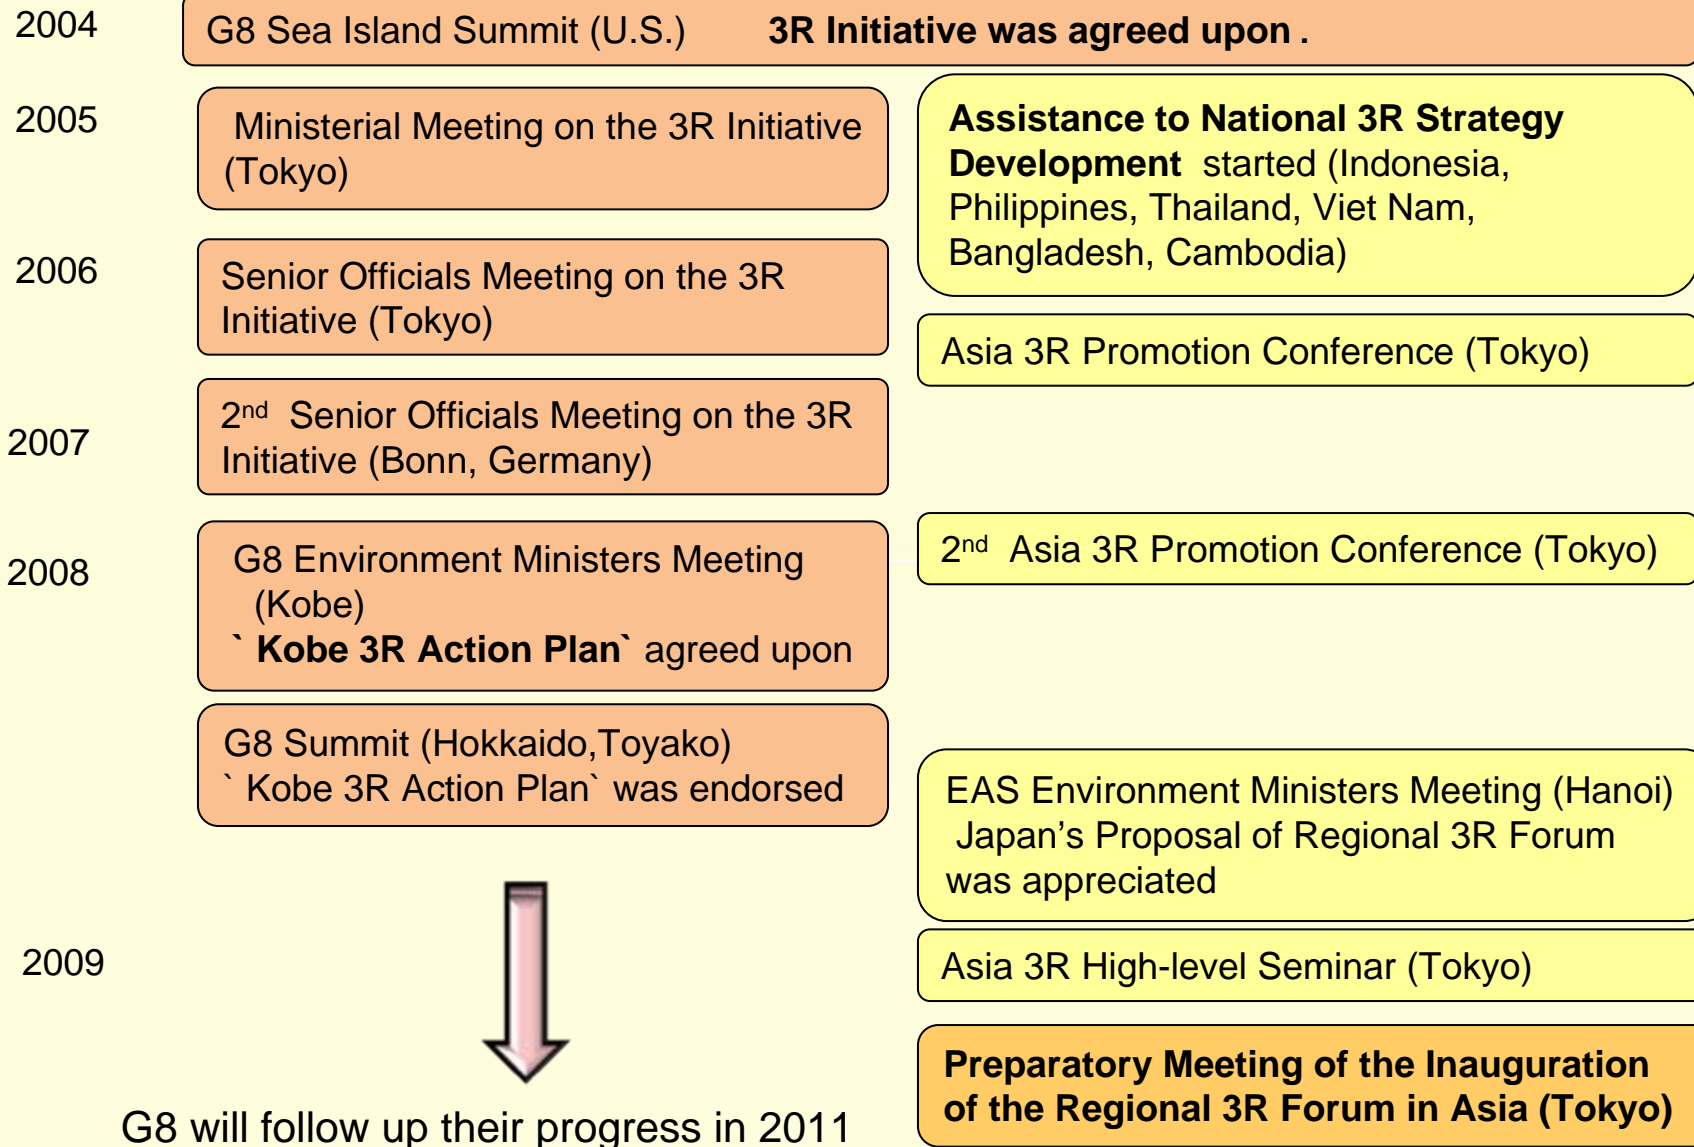 2004
G8 Sea Island Summit (U.S.) 3R Initiative was agreed upon .
2005
Ministerial Meeting on the 3R Initiative
(Tokyo)
Assistance to National 3R Strategy
Development started (Indonesia,
Philippines, Thailand, Viet Nam,
Bangladesh, Cambodia)
2006
Senior Officials Meeting on the 3R
Initiative (Tokyo)
Asia 3R Promotion Conference (Tokyo)
2007
2nd Senior Officials Meeting on the 3R
Initiative (Bonn, Germany)
2008
G8 Environment Ministers Meeting
(Kobe)
` Kobe 3R Action Plan` agreed upon
2nd Asia 3R Promotion Conference (Tokyo)
G8 Summit (Hokkaido,Toyako)
` Kobe 3R Action Plan` was endorsed
EAS Environment Ministers Meeting (Hanoi)
Japan’s Proposal of Regional 3R Forum
was appreciated
2009
Asia 3R High-level Seminar (Tokyo)
Preparatory Meeting of the Inauguration
of the Regional 3R Forum in Asia (Tokyo)
G8 will follow up their progress in 2011